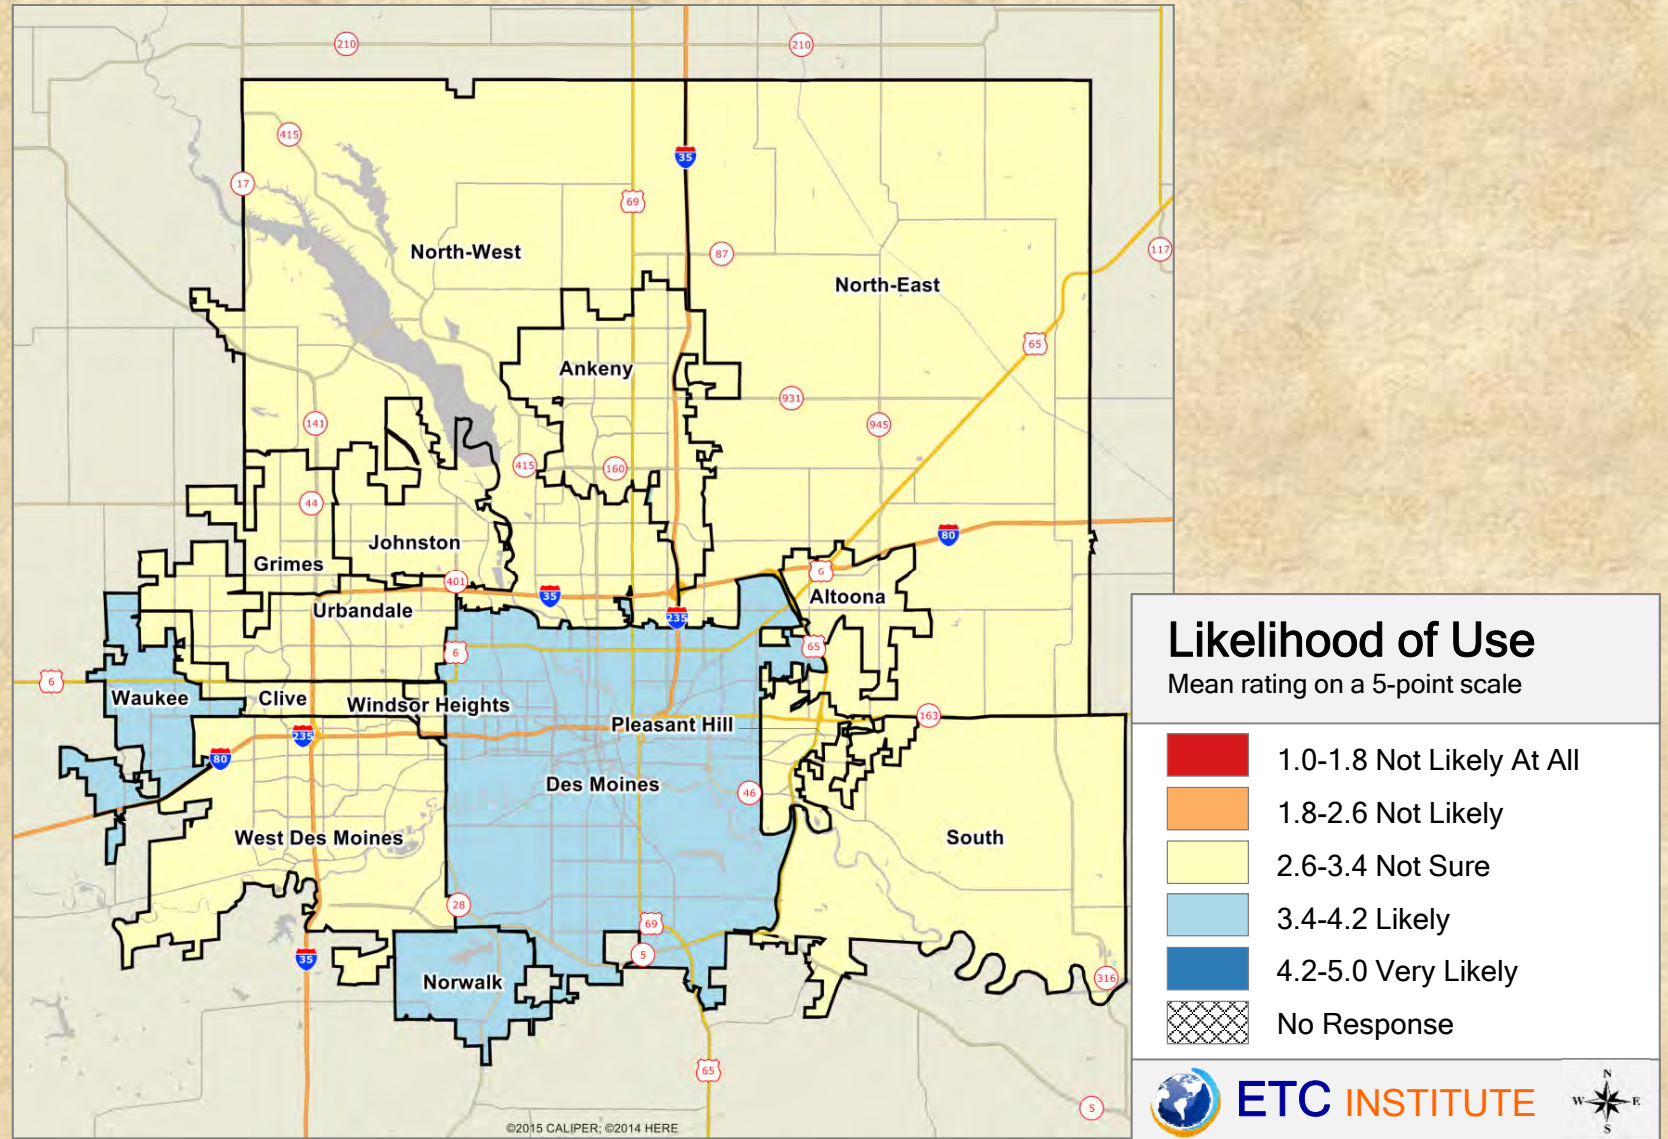 210
210
415
35
17
69
North-West
87
117
North-East
65
Ankeny
931
141
945
415
160
44
80
Johnston
Grimes
6
401
35
Altoona
Urbandale
235
65
6
6
Waukee
Clive
Windsor Heights
163
Pleasant Hill
235
80
Des Moines
46
West Des Moines
South
28
69
5
35
316
Norwalk
65
5
©2015 CALIPER; ©2014 HERE
Likelihood of Use
Mean rating on a 5-point scale
1.0-1.8 Not Likely At All
1.8-2.6 Not Likely
2.6-3.4 Not Sure
3.4-4.2 Likely
4.2-5.0 Very Likely
No Response
ETC INSTITUTE
N
W E
S